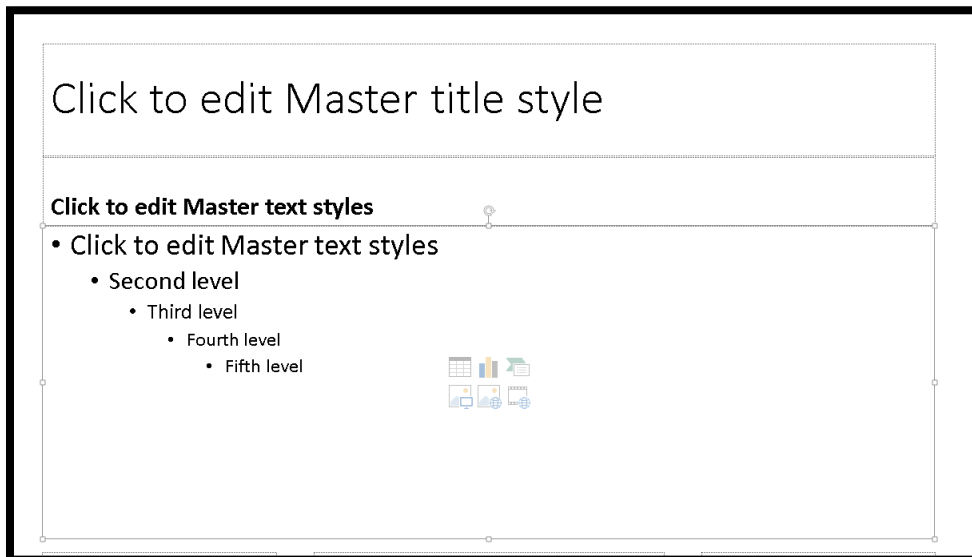 Click to edit Master title style
Click to edit Master text styles
• Click to edit Master text styles
• Second level
• Third level
• Fourth level
• Fifth level